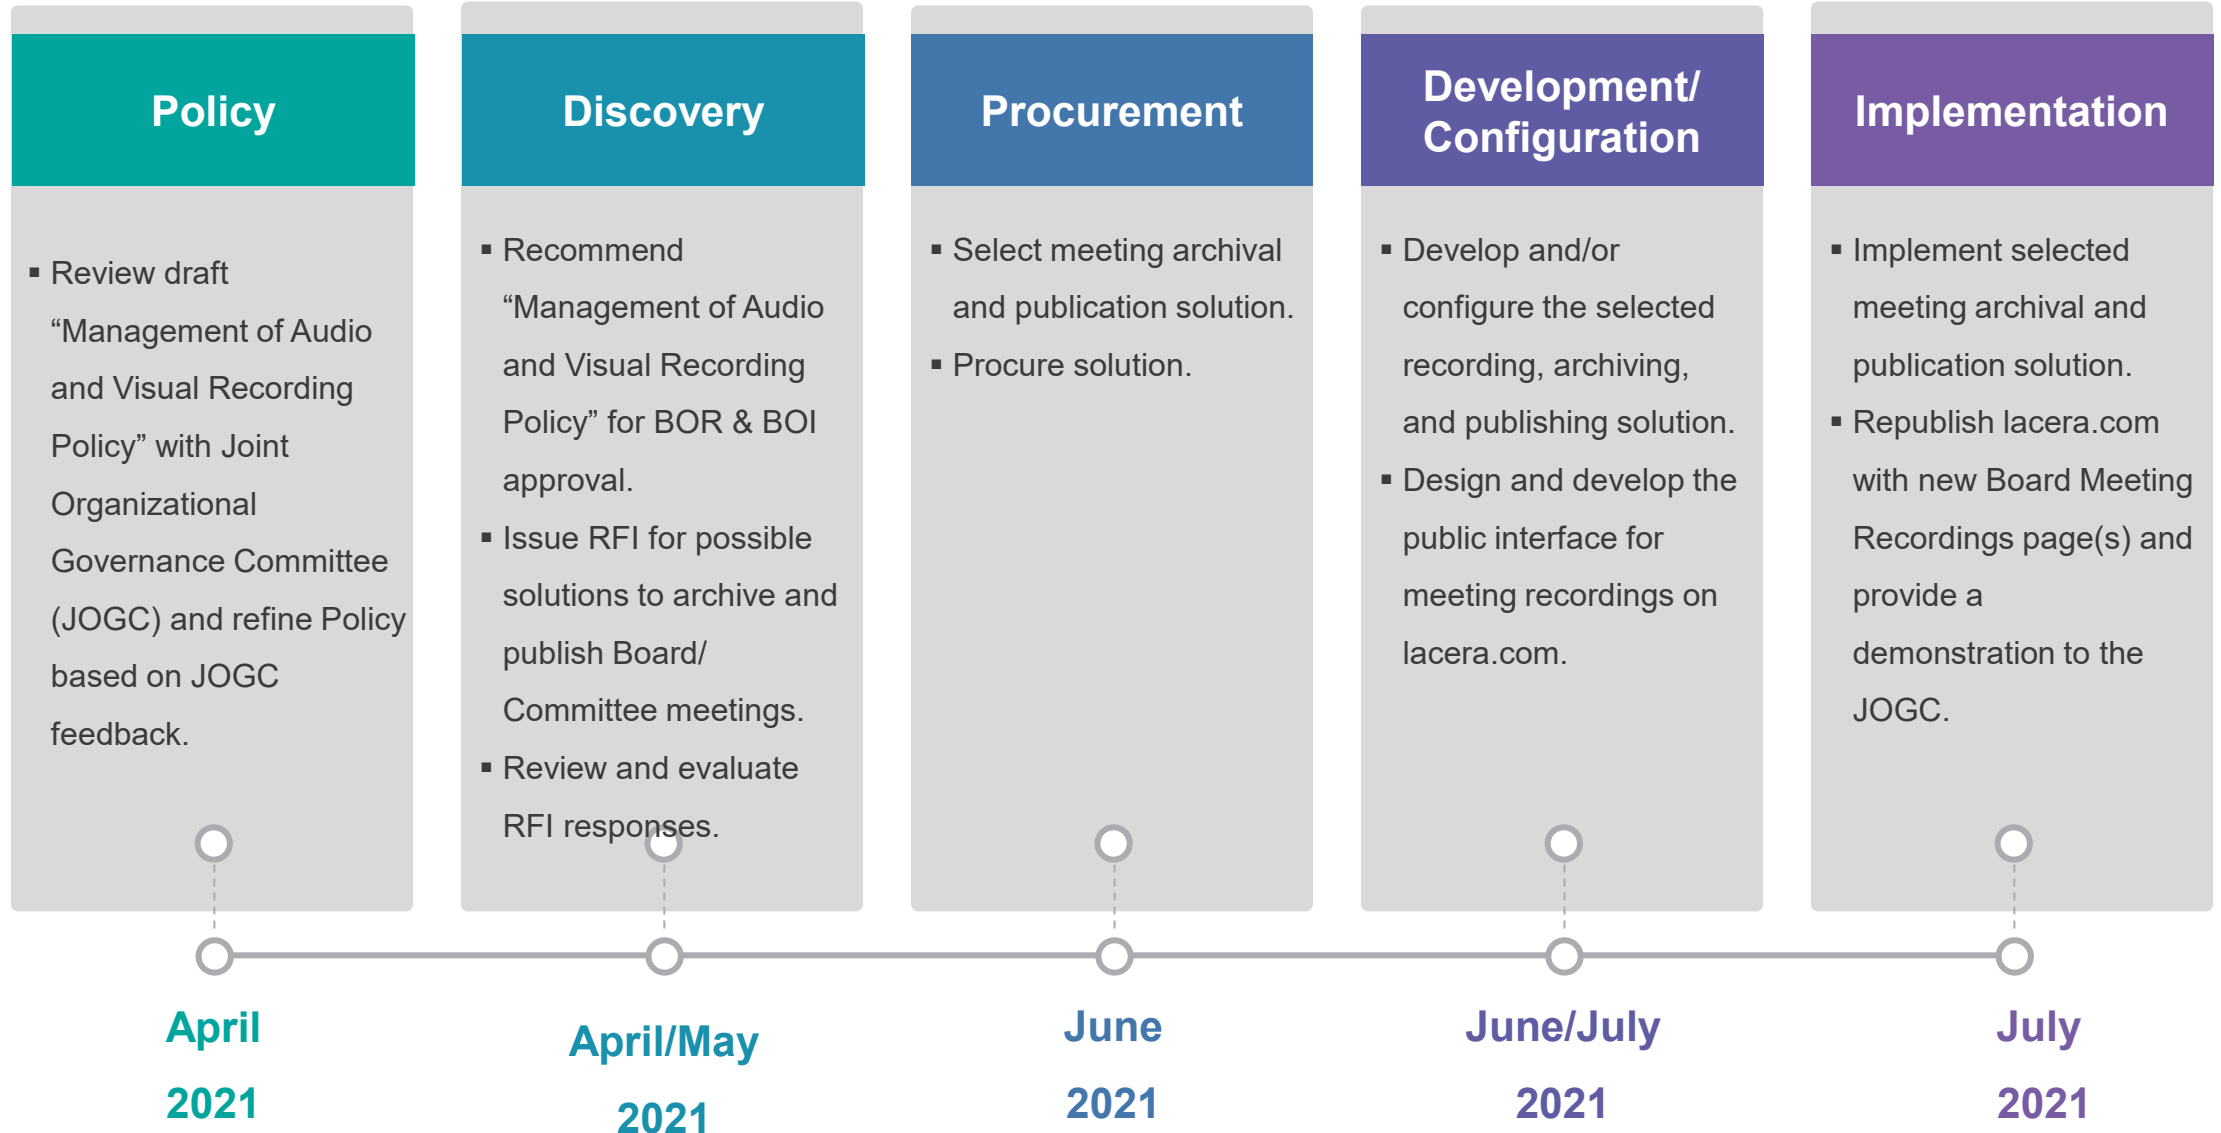 Policy
▪ Review draft
“Management of Audio
and Visual Recording
Policy” with Joint
Organizational
Governance Committee
(JOGC) and refine Policy
based on JOGC
feedback.
April
2021
Discovery
▪ Recommend
“Management of Audio
and Visual Recording
Policy” for BOR & BOI
approval.
▪ Issue RFI for possible
solutions to archive and
publish Board/
Committee meetings.
▪ Review and evaluate
RFI responses.
April/May
2021
Procurement
▪ Select meeting archival
and publication solution.
▪ Procure solution.
June
2021
Development/
Configuration
▪ Develop and/or
configure the selected
recording, archiving,
and publishing solution.
▪ Design and develop the
public interface for
meeting recordings on
lacera.com.
June/July
2021
Implementation
▪ Implement selected
meeting archival and
publication solution.
▪ Republish lacera.com
with new Board Meeting
Recordings page(s) and
provide a
demonstration to the
JOGC.
July
2021